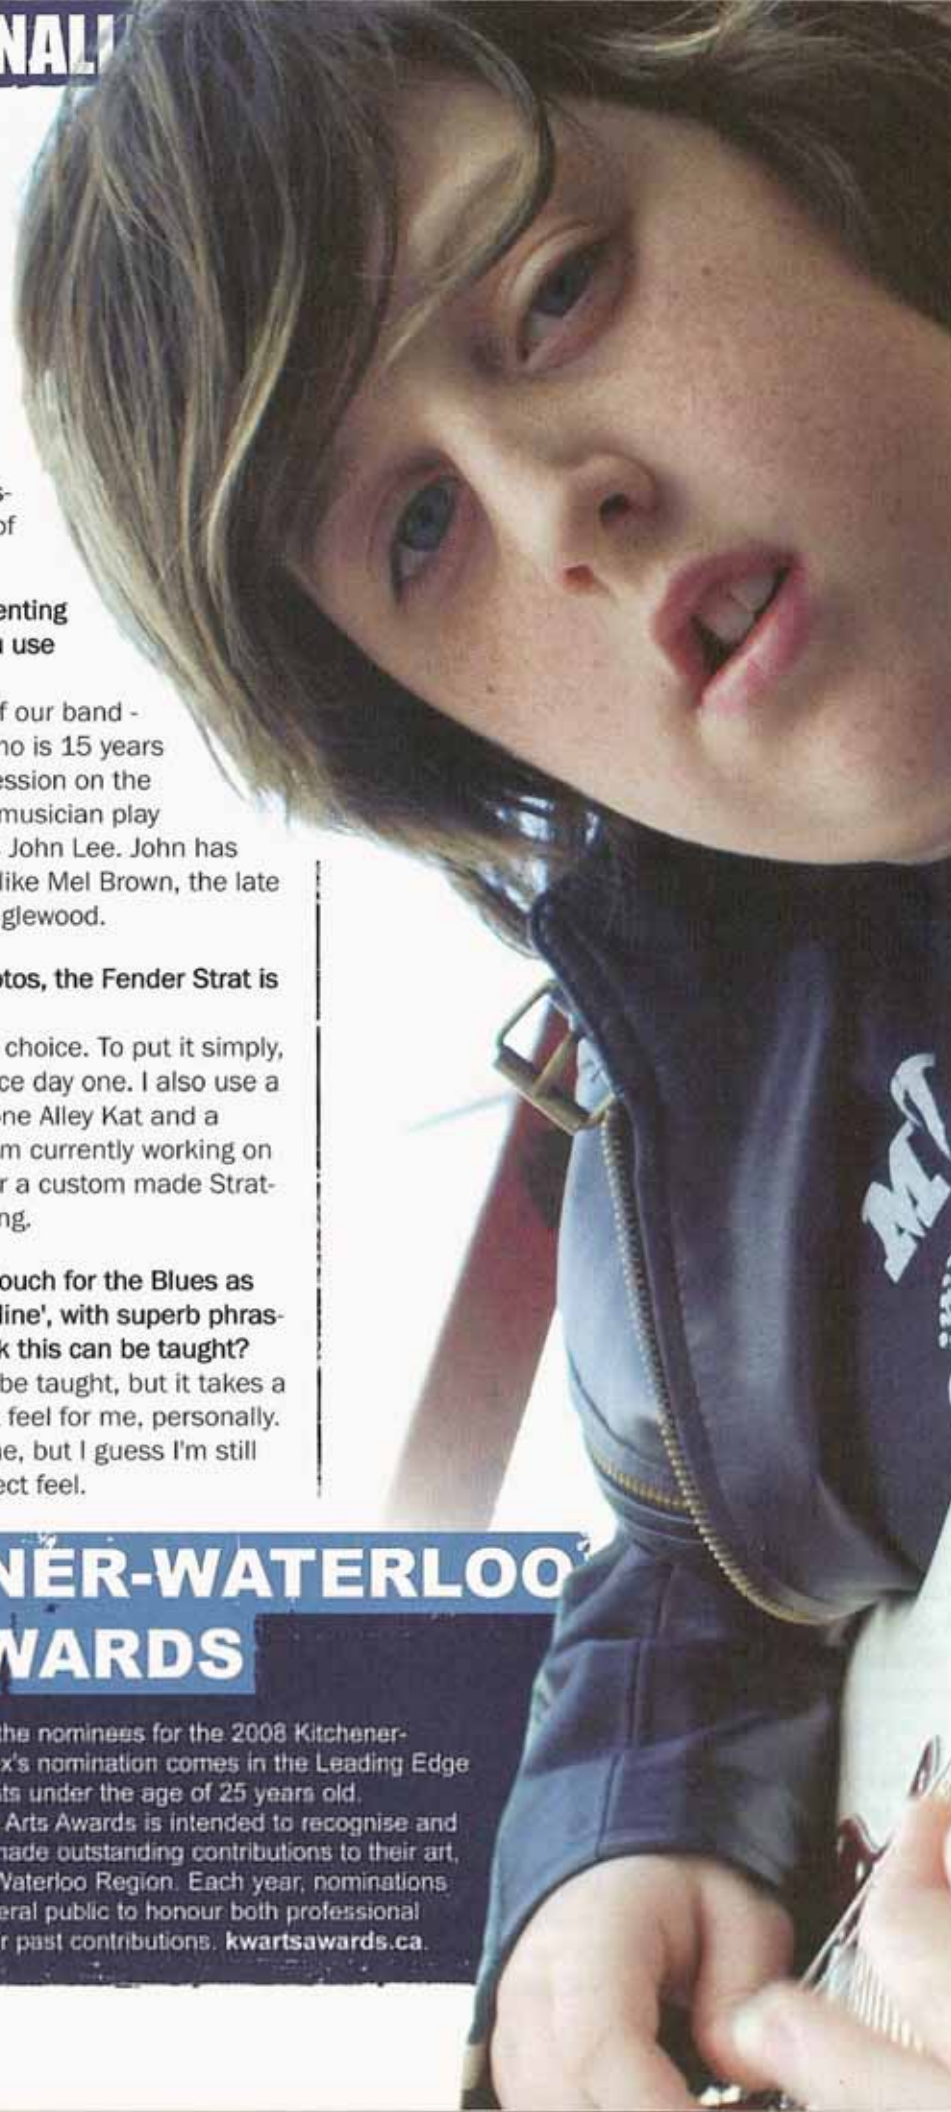 NALL
s-
of
enting
u use
f our band -
ho is 15 years
ession on the
musician play
John Lee. John has
like Mel Brown, the late
glewood.
otos, the Fender Strat is
choice. To put it simply,
ce day one. I also use a
one Alley Kat and a
m currently working on
r a custom made Strat-
ng.
ouch for the Blues as
line', with superb phras-
k this can be taught?
be taught, but it takes a
feel for me, personally.
ne, but I guess I'm still
ect feel.
NER-WATERLOO
WARDS
the nominees for the 2008 Kitchener-
x's nomination comes in the Leading Edge
ts under the age of 25 years old.
Arts Awards is intended to recognise and
made outstanding contributions to their art,
Waterloo Region. Each year, nominations
eral public to honour both professional
r past contributions. kwartsawards.ca.